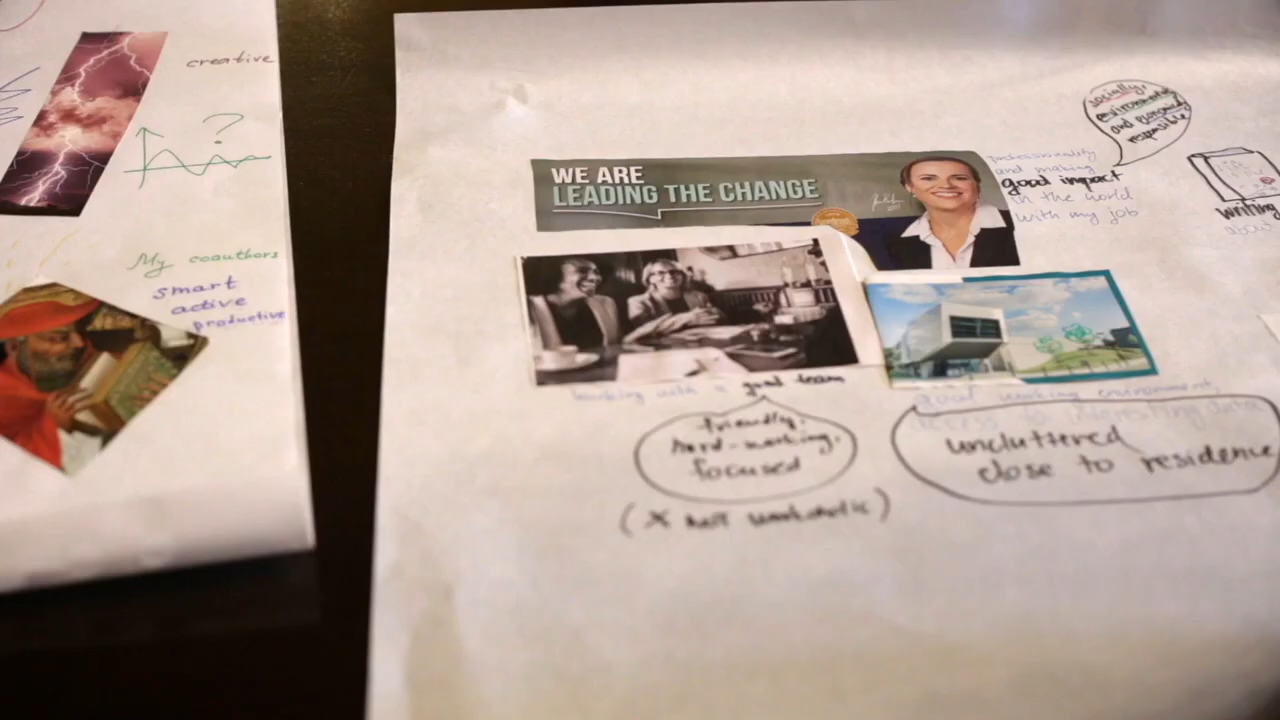 creative
?
My coauthors
smart
active
productive
WE ARE
LEADING THE CHANGE
socially,
environmentally
and economic
responsible
professionality
and making
good impact
in the world
with my job
writing
about
working with a good team
friendly,
hard-working,
focused
(* NOT workaholic)
good working environment,
access to interesting data
uncluttered
close to residence